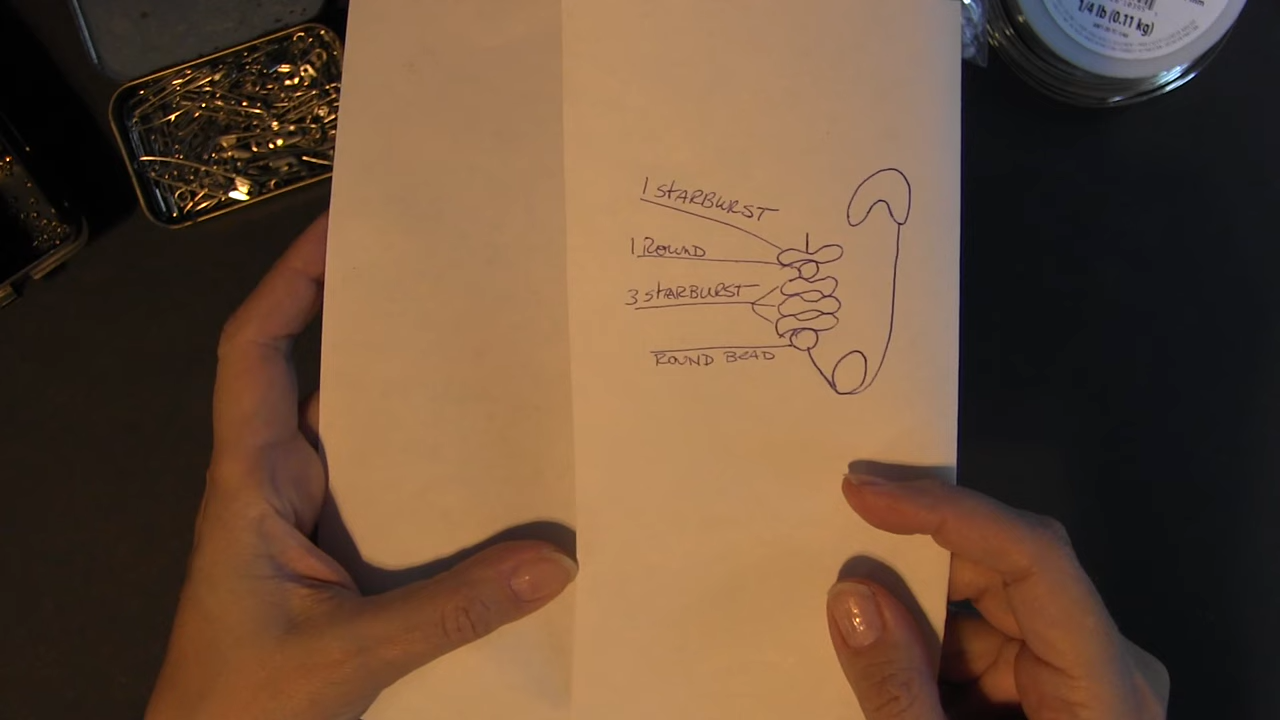 1/4 lb (0.11 kg)
1 STARBURST
1 ROUND
3 STARBURST
ROUND BEAD